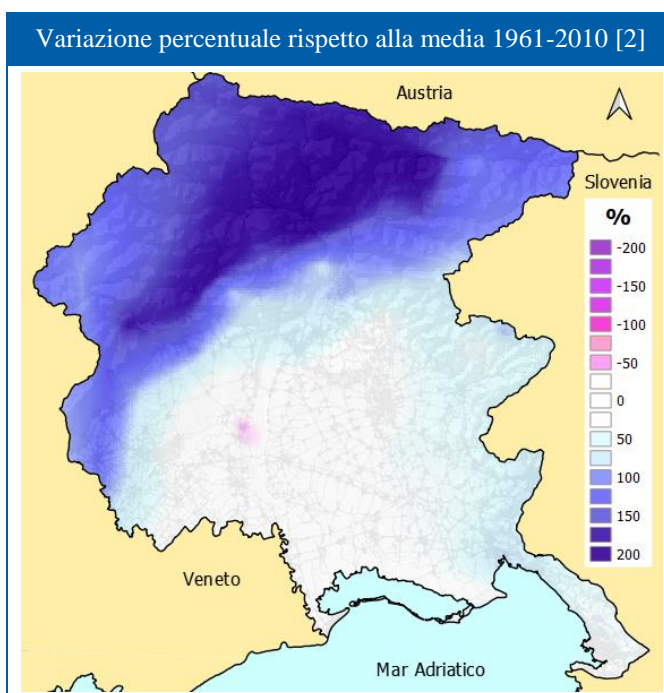 Variazione percentuale rispetto alla media 1961-2010 [2]
Austria
Slovenia
%
-200
-150
-100
-50
0
50
100
150
200
Veneto
Mar Adriatico